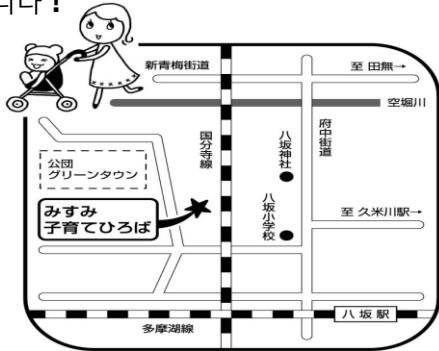 니다!
新青梅街道
至 田無→
空堀川
国分寺線
八坂神社
府中街道
公団
グリーンタウン
みすみ
子育てひろば
八坂小学校
至 久米川駅→
八坂駅
多摩湖線